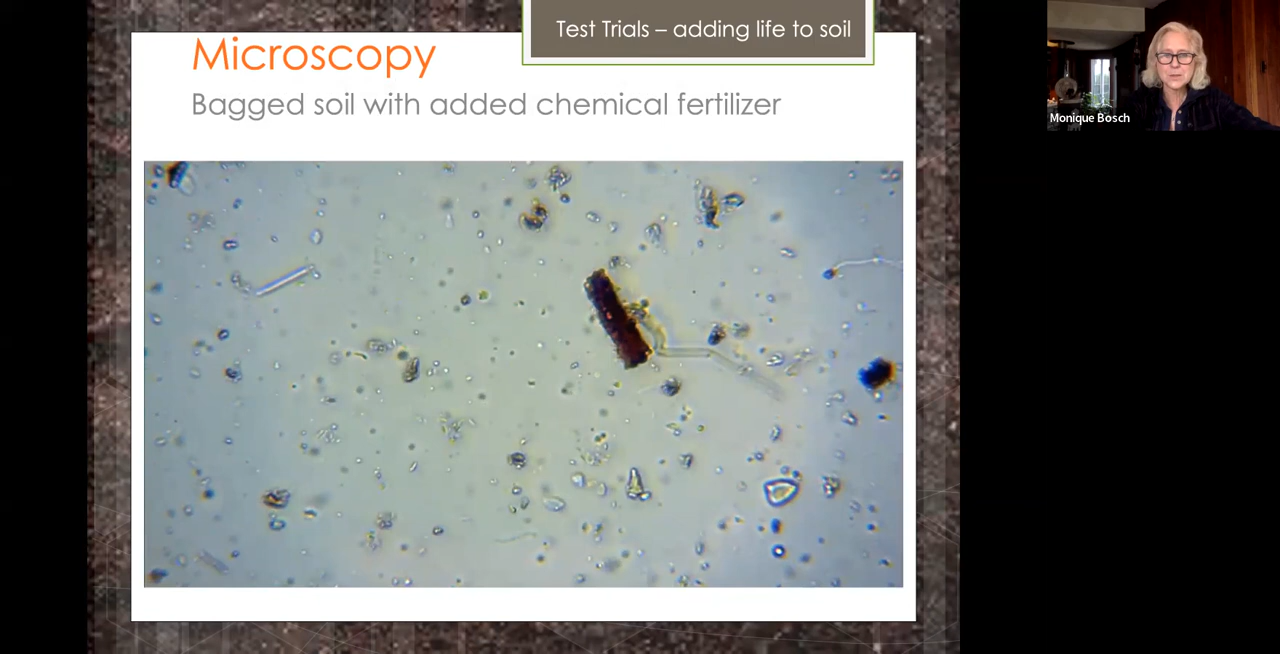 Test Trials – adding life to soil
Microscopy
Bagged soil with added chemical fertilizer
Monique Bosch